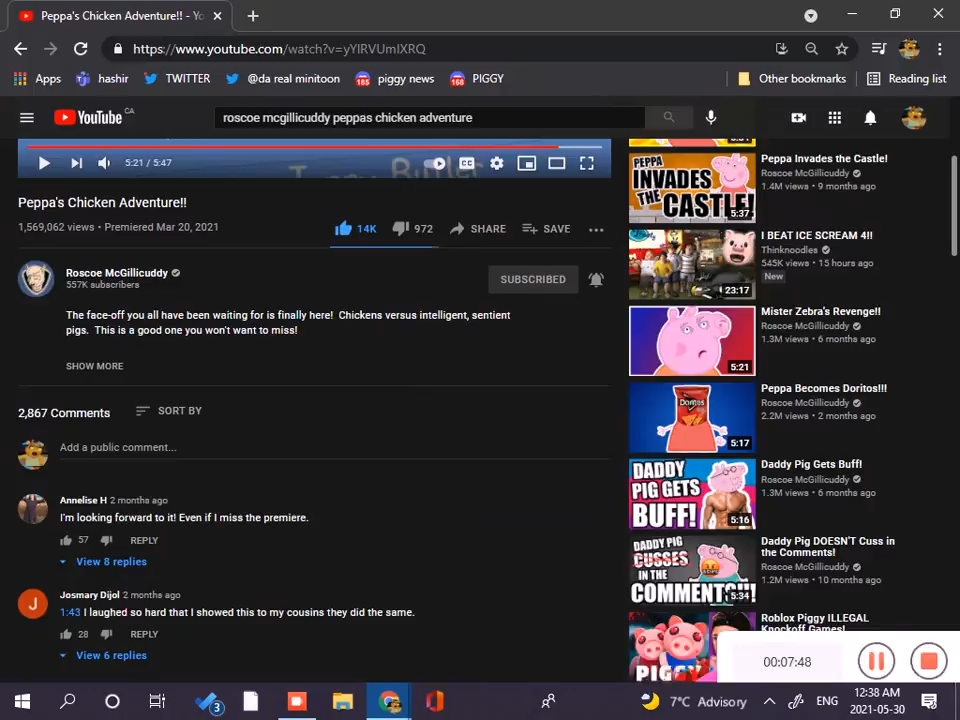 Peppa's Chicken Adventure!! - Yo
https://www.youtube.com/watch?v=yYIRVUmIXRQ
Apps
hashir
TWITTER
@da real minitoon
185
piggy news
168
PIGGY
Other bookmarks
Reading list
YouTube CA
roscoe mcgillicuddy peppas chicken adventure
5:21 / 5:47
CC
Peppa's Chicken Adventure!!
1,569,062 views • Premiered Mar 20, 2021
14K
972
SHARE
SAVE
Roscoe McGillicuddy
557K subscribers
SUBSCRIBED
The face-off you all have been waiting for is finally here! Chickens versus intelligent, sentient
pigs. This is a good one you won't want to miss!
SHOW MORE
2,867 Comments
SORT BY
Add a public comment...
Annelise H 2 months ago
I'm looking forward to it! Even if I miss the premiere.
57
REPLY
View 8 replies
J
Josmary Dijol 2 months ago
1:43 I laughed so hard that I showed this to my cousins they did the same.
28
REPLY
View 6 replies
PEPPA
INVADES
THE CASTLE!
5:37
Peppa Invades the Castle!
Roscoe McGillicuddy
1.4M views • 9 months ago
23:17
I BEAT ICE SCREAM 4!!
Thinknoodles
545K views • 15 hours ago
New
5:21
Mister Zebra's Revenge!!
Roscoe McGillicuddy
1.3M views • 6 months ago
Doritos
5:17
Peppa Becomes Doritos!!!
Roscoe McGillicuddy
2.2M views • 2 months ago
DADDY
PIG GETS
BUFF!
5:16
Daddy Pig Gets Buff!
Roscoe McGillicuddy
1.3M views • 6 months ago
DADDY PIG
CUSSES
IN THE
COMMENTS!
5:34
Daddy Pig DOESN'T Cuss in
the Comments!
Roscoe McGillicuddy
1.2M views • 10 months ago
PIGGY
Roblox Piggy ILLEGAL
Knockoff Games!
00:07:48
3
7°C Advisory
ENG
12:38 AM
2021-05-30